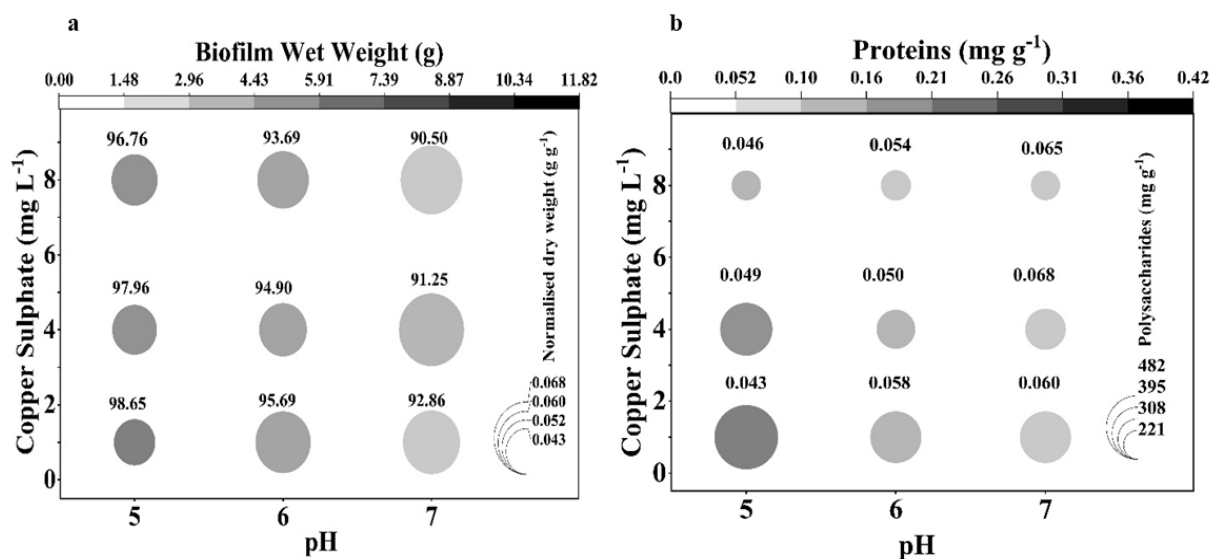 a
Biofilm Wet Weight (g)
0.00 1.48 2.96 4.43 5.91 7.39 8.87 10.34 11.82
96.76 93.69 90.50
97.96 94.90 91.25
98.65 95.69 92.86
Copper Sulphate (mg L⁻¹)
8
6
4
2
0
5 6 7
pH
Normalised dry weight (g g⁻¹)
0.068
0.060
0.052
0.043
b
Proteins (mg g⁻¹)
0.0 0.052 0.10 0.16 0.21 0.26 0.31 0.36 0.42
0.046 0.054 0.065
0.049 0.050 0.068
0.043 0.058 0.060
Copper Sulphate (mg L⁻¹)
8
6
4
2
0
5 6 7
pH
Polysaccharides (mg g⁻¹)
482
395
308
221